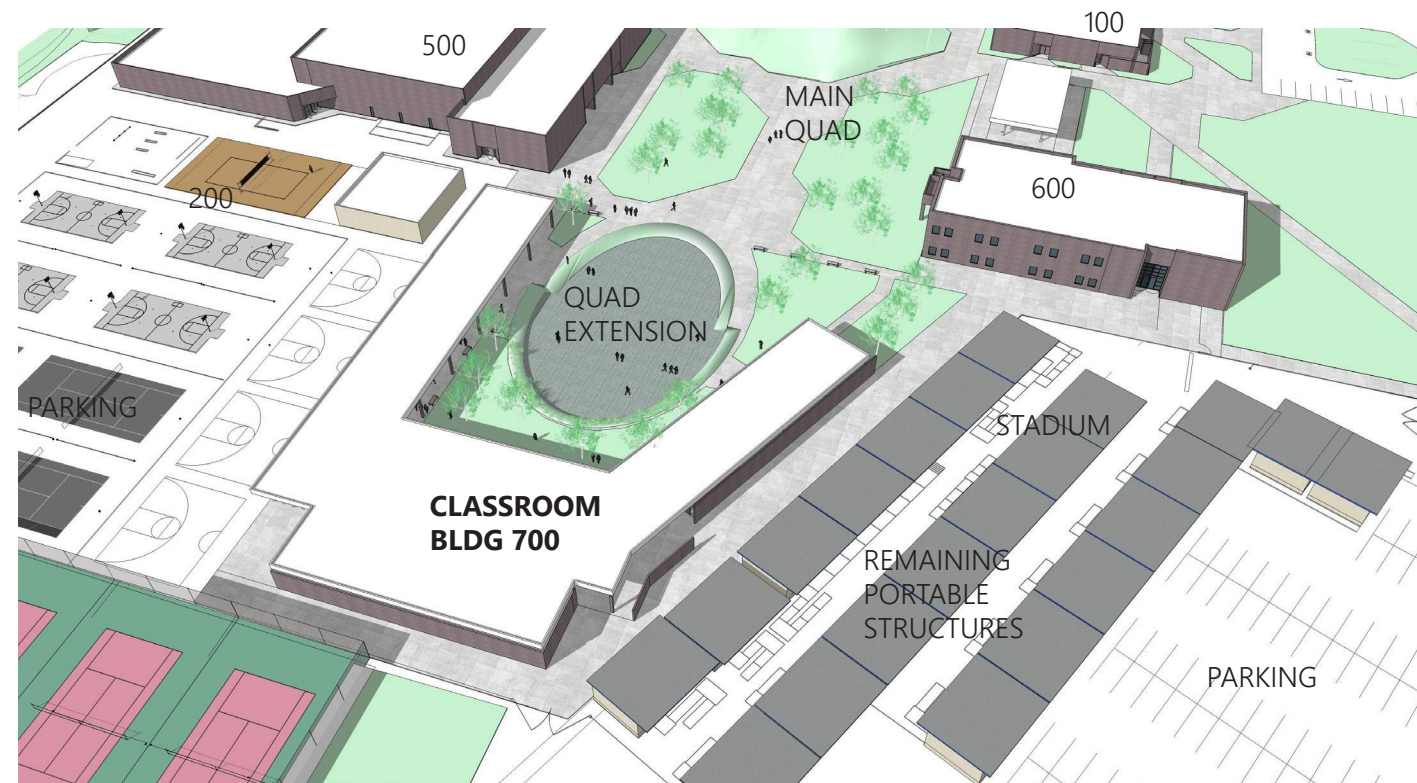 100
500
MAIN
QUAD
600
200
QUAD
EXTENSION
PARKING
STADIUM
CLASSROOM
BLDG 700
REMAINING
PORTABLE
STRUCTURES
PARKING